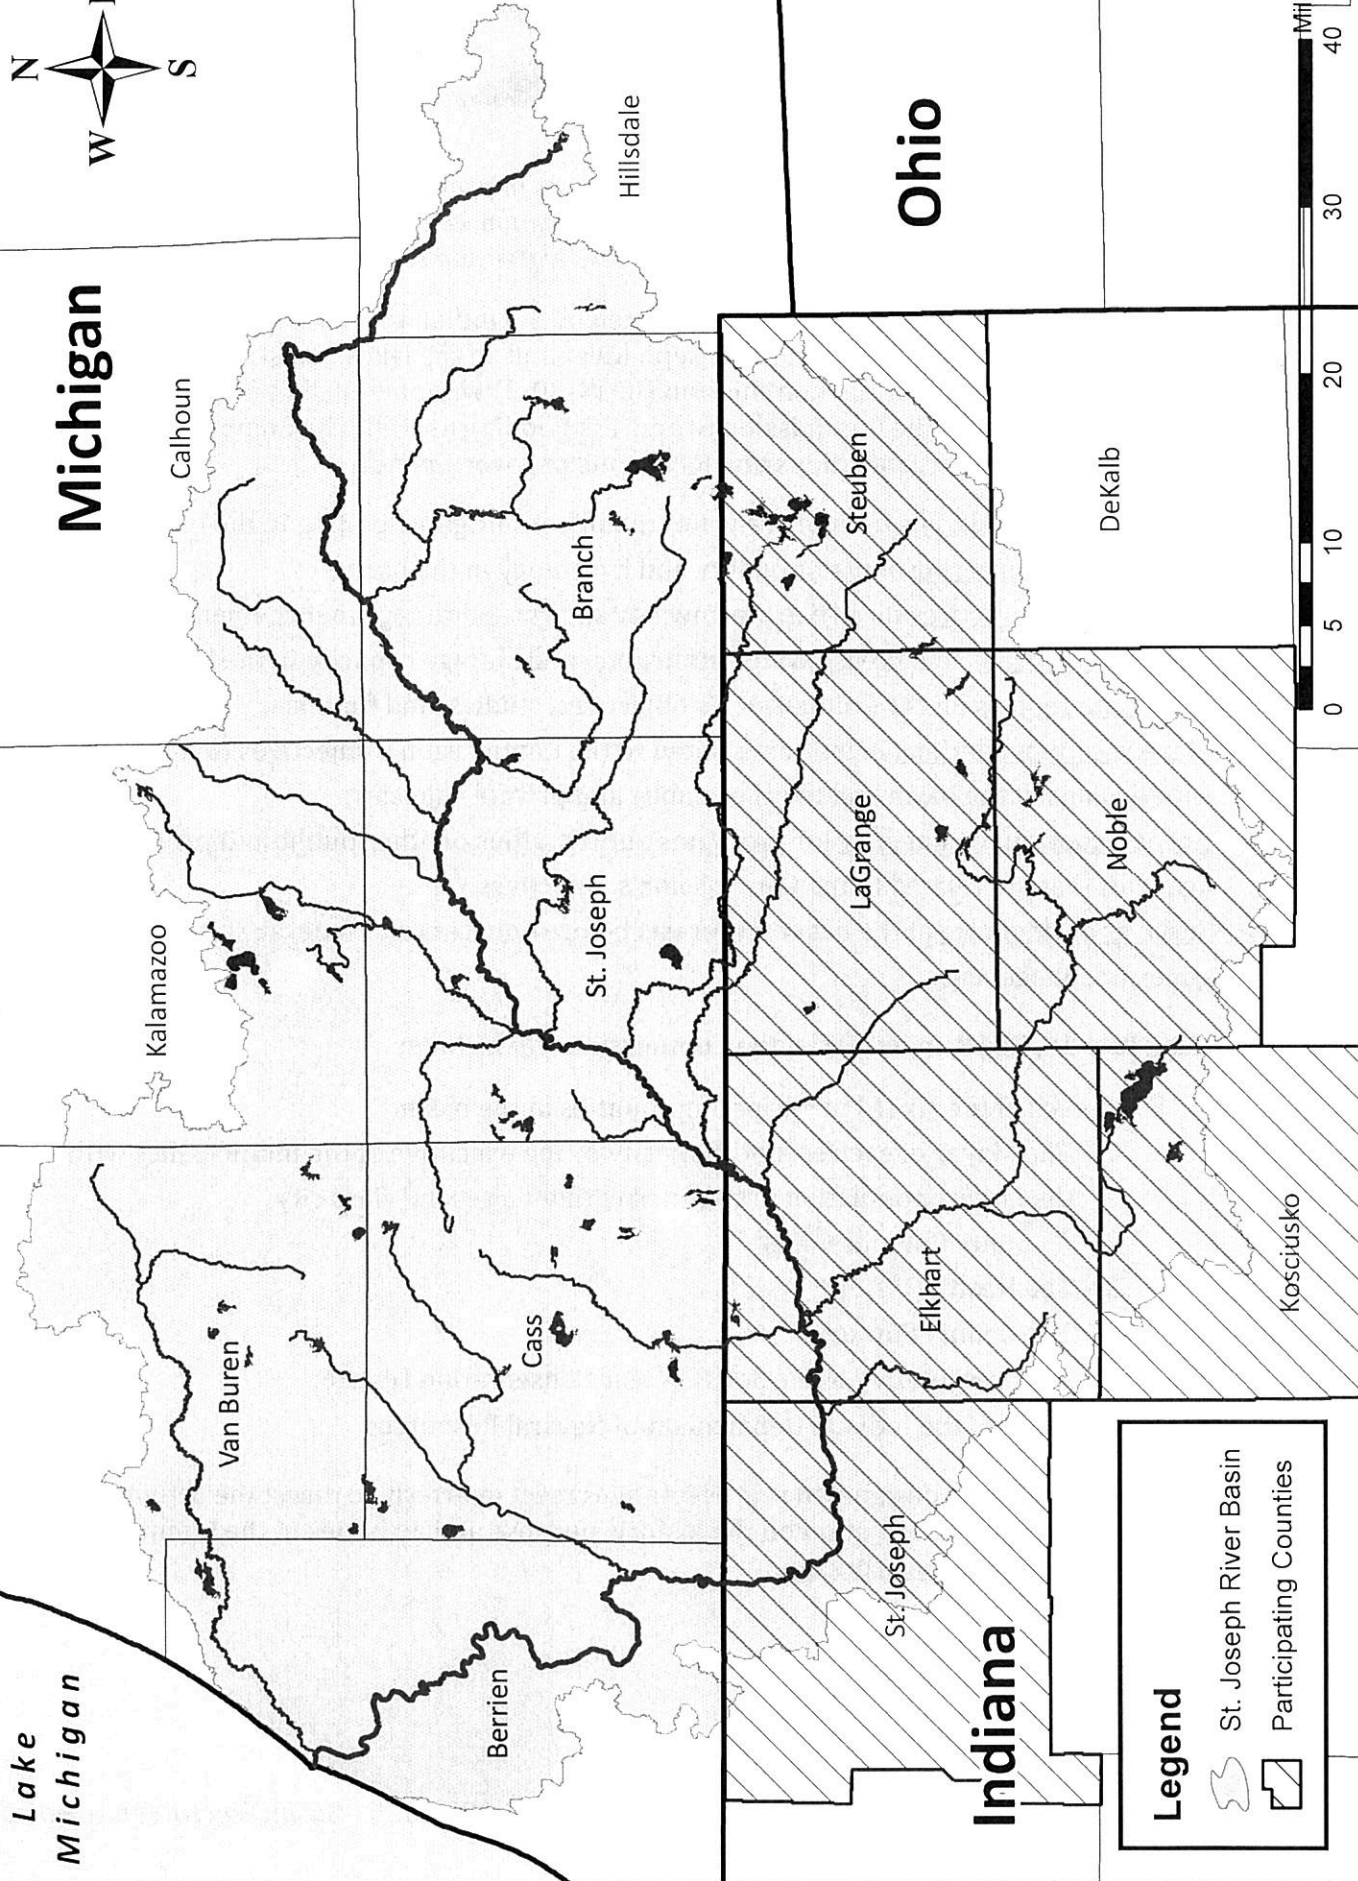 Lake
Michigan
Michigan
N
W
S
Calhoun
Kalamazoo
Van Buren
Hillsdale
Branch
St. Joseph
Cass
Berrien
Ohio
Steuben
LaGrange
Elkhart
St. Joseph
DeKalb
Noble
Kosciusko
Indiana
Legend
St. Joseph River Basin
Participating Counties
0 5 10 20 30 40
Mil